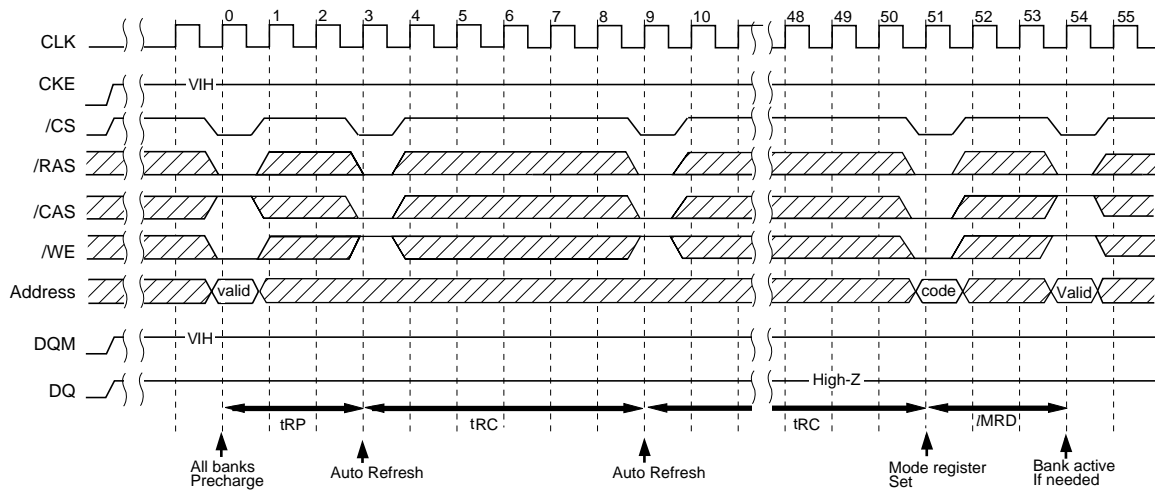 0 1 2 3 4 5 6 7 8 9 10 48 49 50 51 52 53 54 55
CLK
CKE VIH
/CS
/RAS
/CAS
/WE
Address valid code Valid
DQM VIH
DQ High-Z
tRP tRC tRC lMRD
All banks
Precharge
Auto Refresh
Auto Refresh
Mode register
Set
Bank active
If needed